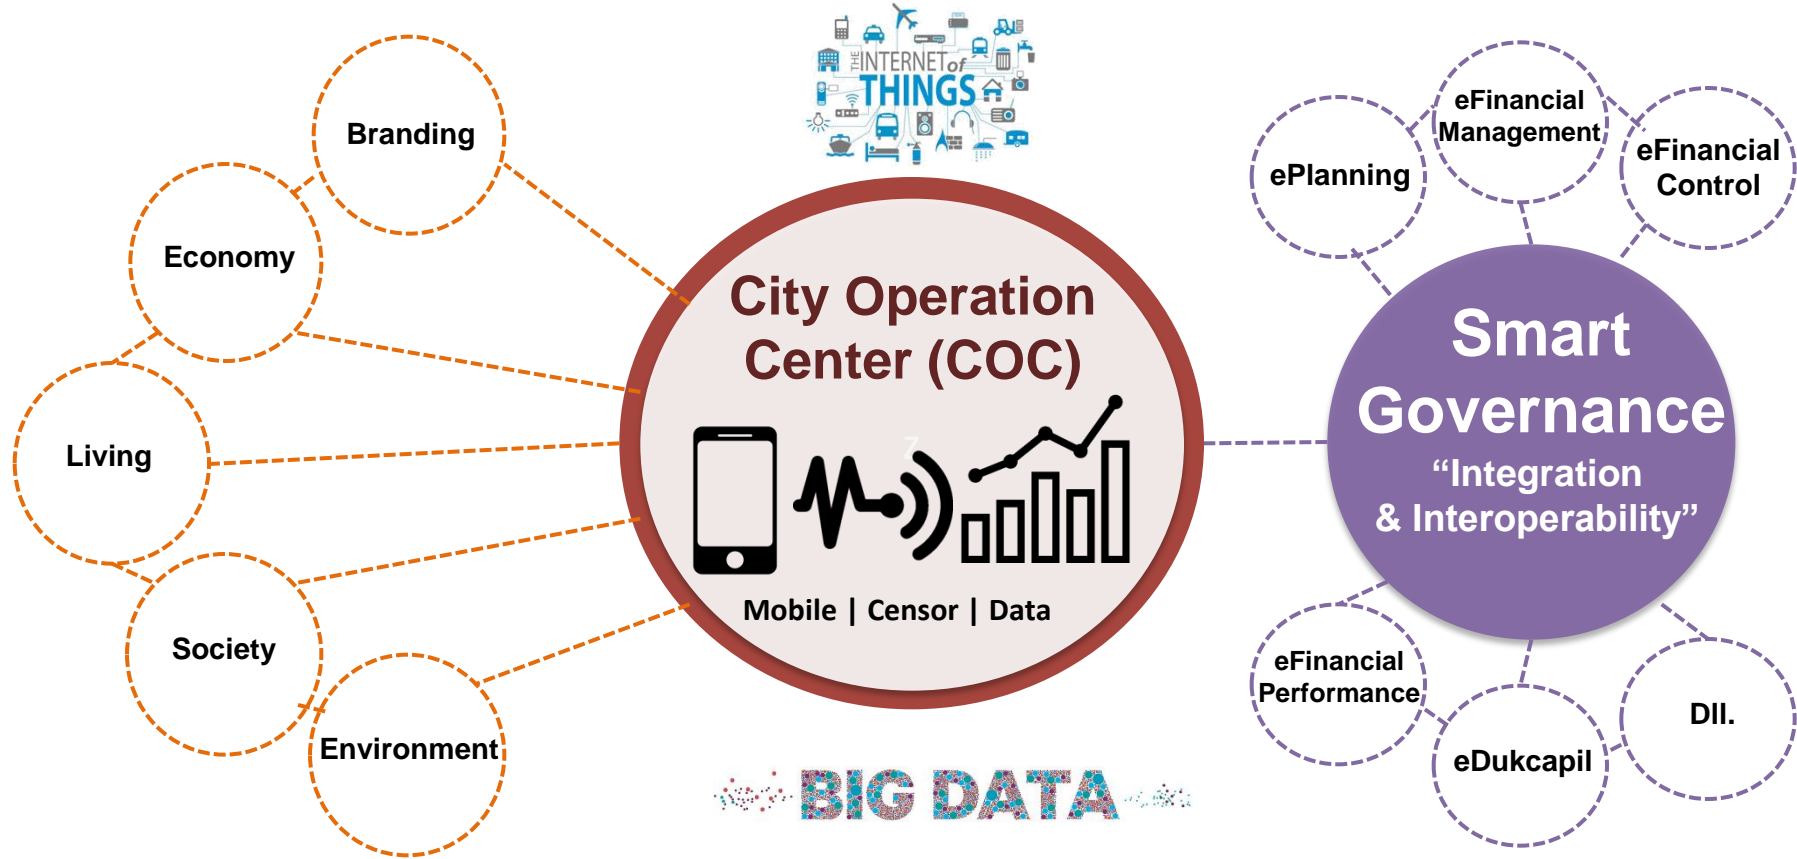 THE INTERNET of
THINGS
Branding
Economy
Living
Society
Environment
City Operation
Center (COC)
Z
Mobile | Censor | Data
BIG DATA
ePlanning
eFinancial
Management
eFinancial
Control
Smart
Governance
“Integration
& Interoperability”
eFinancial
Performance
eDukcapil
Dll.